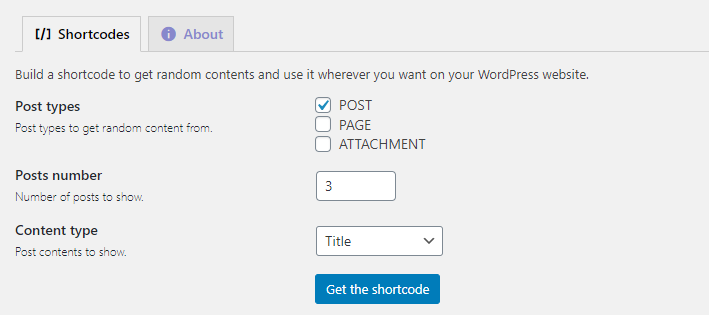 [/] Shortcodes
About
Build a shortcode to get random contents and use it wherever you want on your WordPress website.
Post types
Post types to get random content from.
POST
PAGE
ATTACHMENT
Posts number
Number of posts to show.
3
Content type
Post contents to show.
Title
Get the shortcode